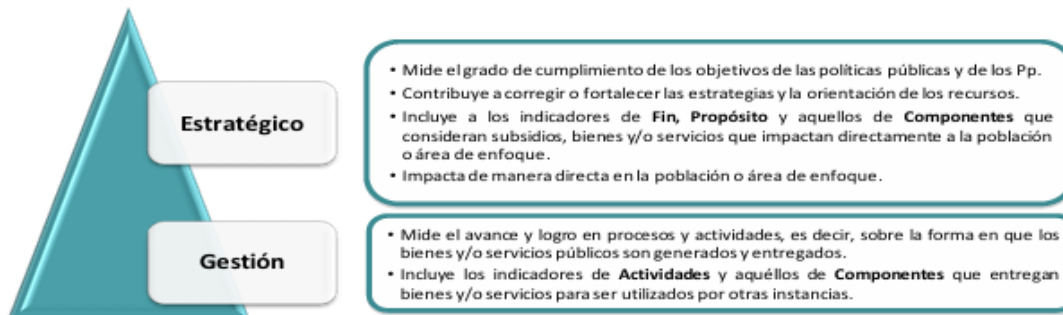 Estratégico
• Mide el grado de cumplimiento de los objetivos de las políticas públicas y de los Pp.
• Contribuye a corregir o fortalecer las estrategias y la orientación de los recursos.
• Incluye a los indicadores de Fin, Propósito y aquellos de Componentes que
consideran subsidios, bienes y/o servicios que impactan directamente a la población
o área de enfoque.
• Impacta de manera directa en la población o área de enfoque.
Gestión
• Mide el avance y logro en procesos y actividades, es decir, sobre la forma en que los
bienes y/o servicios públicos son generados y entregados.
• Incluye los indicadores de Actividades y aquéllos de Componentes que entregan
bienes y/o servicios para ser utilizados por otras instancias.